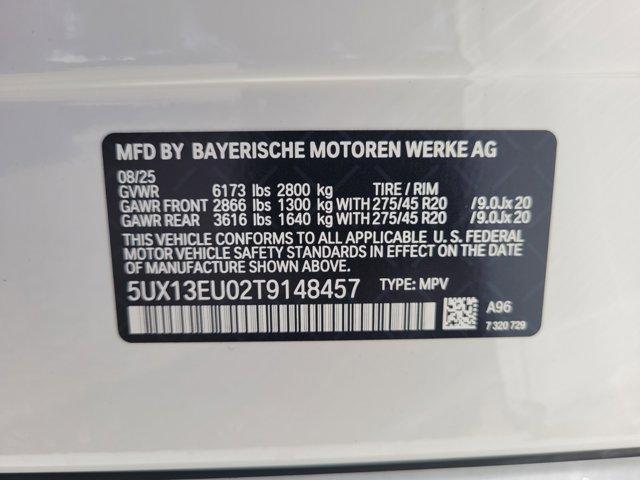 MFD BY BAYERISCHE MOTOREN WERKE AG
08/25
GVWR 6173 lbs 2800 kg TIRE / RIM
GAWR FRONT 2866 lbs 1300 kg WITH 275/45 R20 /9.0Jx20
GAWR REAR 3616 lbs 1640 kg WITH 275/45 R20 /9.0Jx20
THIS VEHICLE CONFORMS TO ALL APPLICABLE U.S. FEDERAL
MOTOR VEHICLE SAFETY STANDARDS IN EFFECT ON THE
DATE OF MANUFACTURE SHOWN ABOVE.
5UX13EU02T9148457 TYPE: MPV
A96
7 320 729